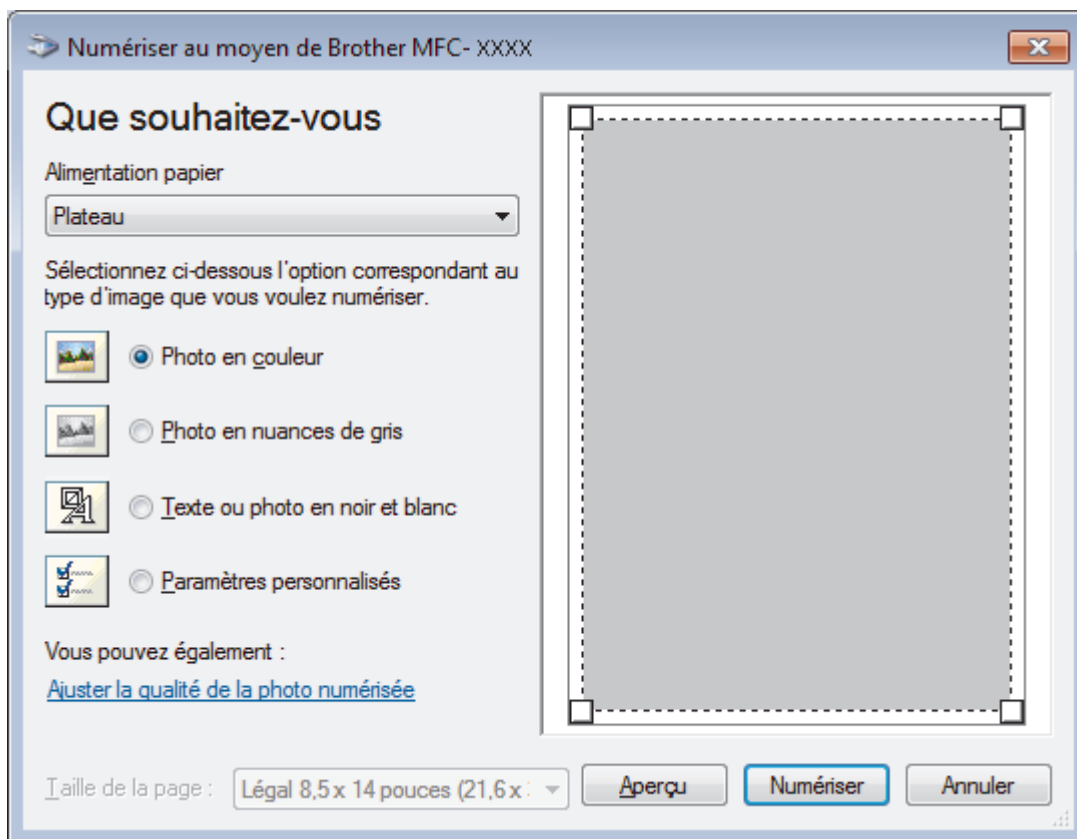 Numériser au moyen de Brother MFC- XXXX
Que souhaitez-vous
Alimentation papier
Plateau
Sélectionnez ci-dessous l'option correspondant au
type d'image que vous voulez numériser.
Photo en couleur
Photo en nuances de gris
Texte ou photo en noir et blanc
Paramètres personnalisés
Vous pouvez également :
Ajuster la qualité de la photo numérisée
Taille de la page : Légal 8,5 x 14 pouces (21,6 x
Aperçu Numériser Annuler